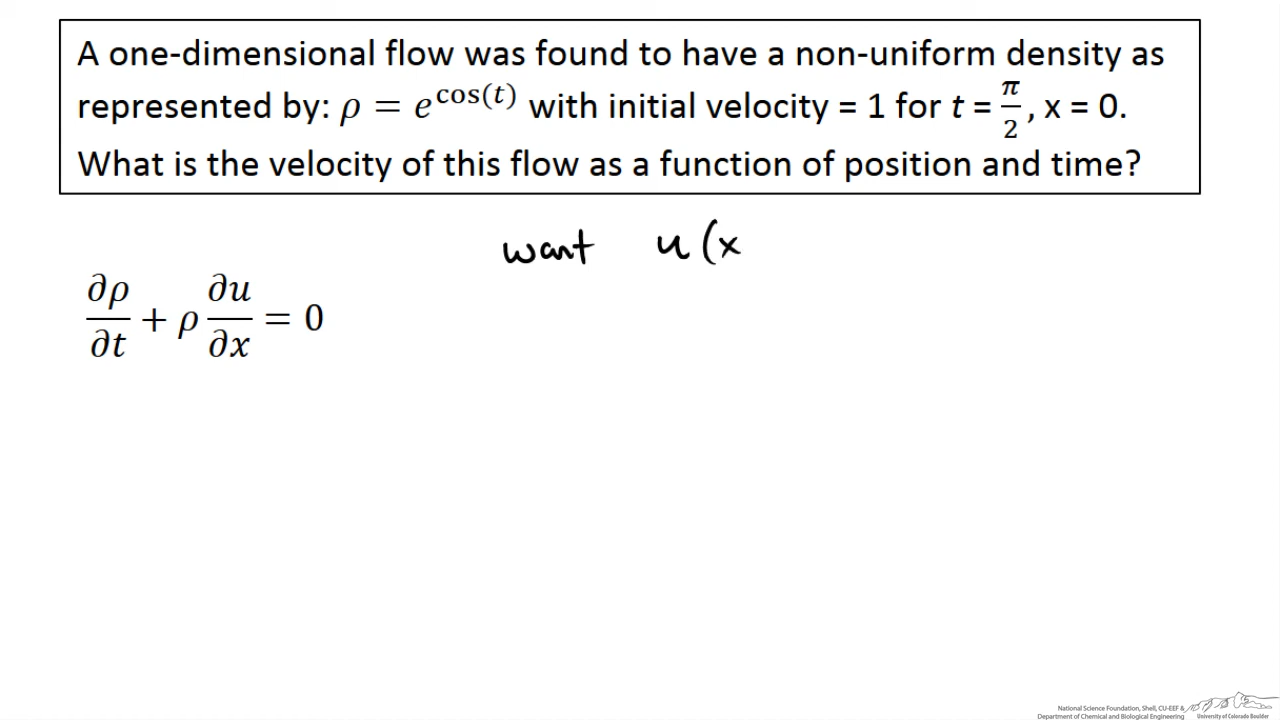 A one-dimensional flow was found to have a non-uniform density as
represented by: ρ = e^cos(t) with initial velocity = 1 for t = π/2, x = 0.
What is the velocity of this flow as a function of position and time?
want u(x
∂ρ/∂t + ρ ∂u/∂x = 0
National Science Foundation, Shell, CU-EEF &
Department of Chemical and Biological Engineering University of Colorado Boulder